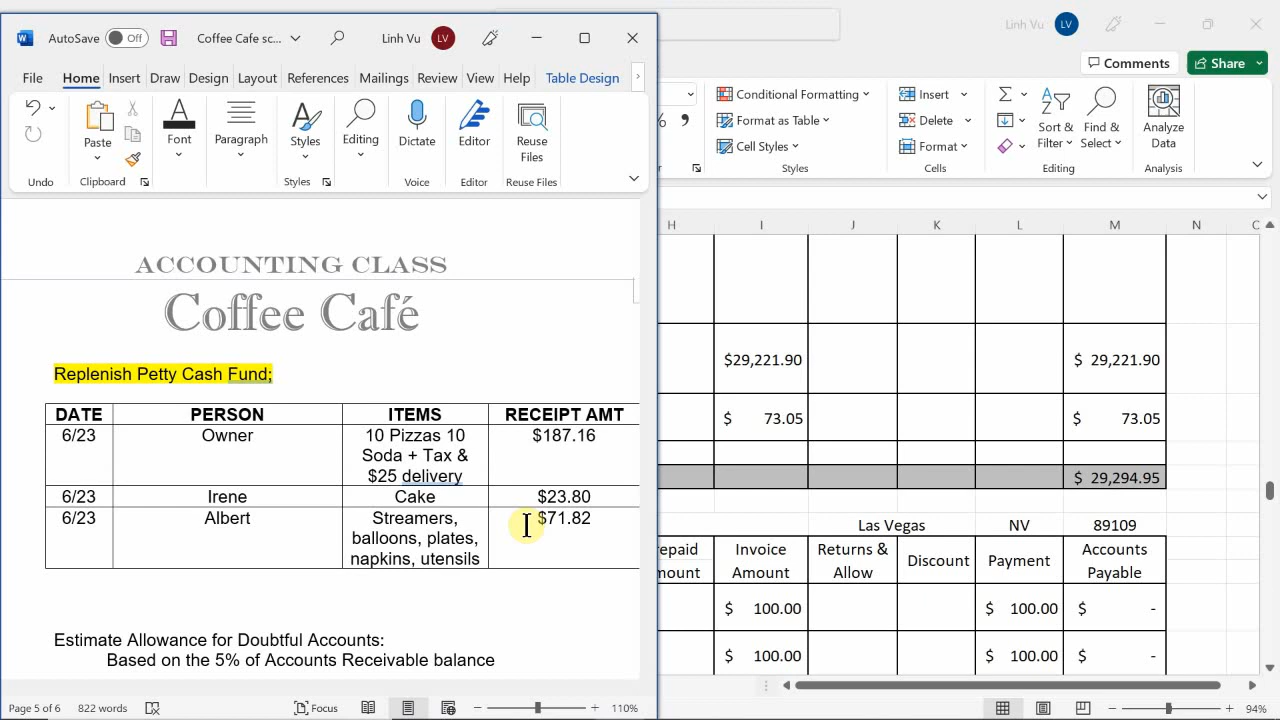 AutoSave Off Coffee Cafe sc... Linh Vu LV
File Home Insert Draw Design Layout References Mailings Review View Help Table Design
Paste Font Paragraph Styles Editing Dictate Editor Reuse Files
Undo Clipboard Styles Voice Editor Reuse Files
ACCOUNTING CLASS
Coffee Café
Replenish Petty Cash Fund;
DATE PERSON ITEMS RECEIPT AMT
6/23 Owner 10 Pizzas 10 $187.16
Soda + Tax &
$25 delivery
6/23 Irene Cake $23.80
6/23 Albert Streamers, $71.82
balloons, plates,
napkins, utensils
Estimate Allowance for Doubtful Accounts:
Based on the 5% of Accounts Receivable balance
Page 5 of 6 822 words Focus 110%
Linh Vu LV
Comments Share
Conditional Formatting Insert
% , Format as Table Delete
Cell Styles Format
Sort & Filter Find & Select Analyze Data
Styles Cells Editing Analysis
H I J K L M N
$29,221.90 $ 29,221.90
$ 73.05 $ 73.05
$ 29,294.95
Las Vegas NV 89109
Invoice Returns & Discount Payment Accounts
Amount Allow Payable
$ 100.00 $ 100.00 $ -
$ 100.00 $ 100.00 $ -
94%